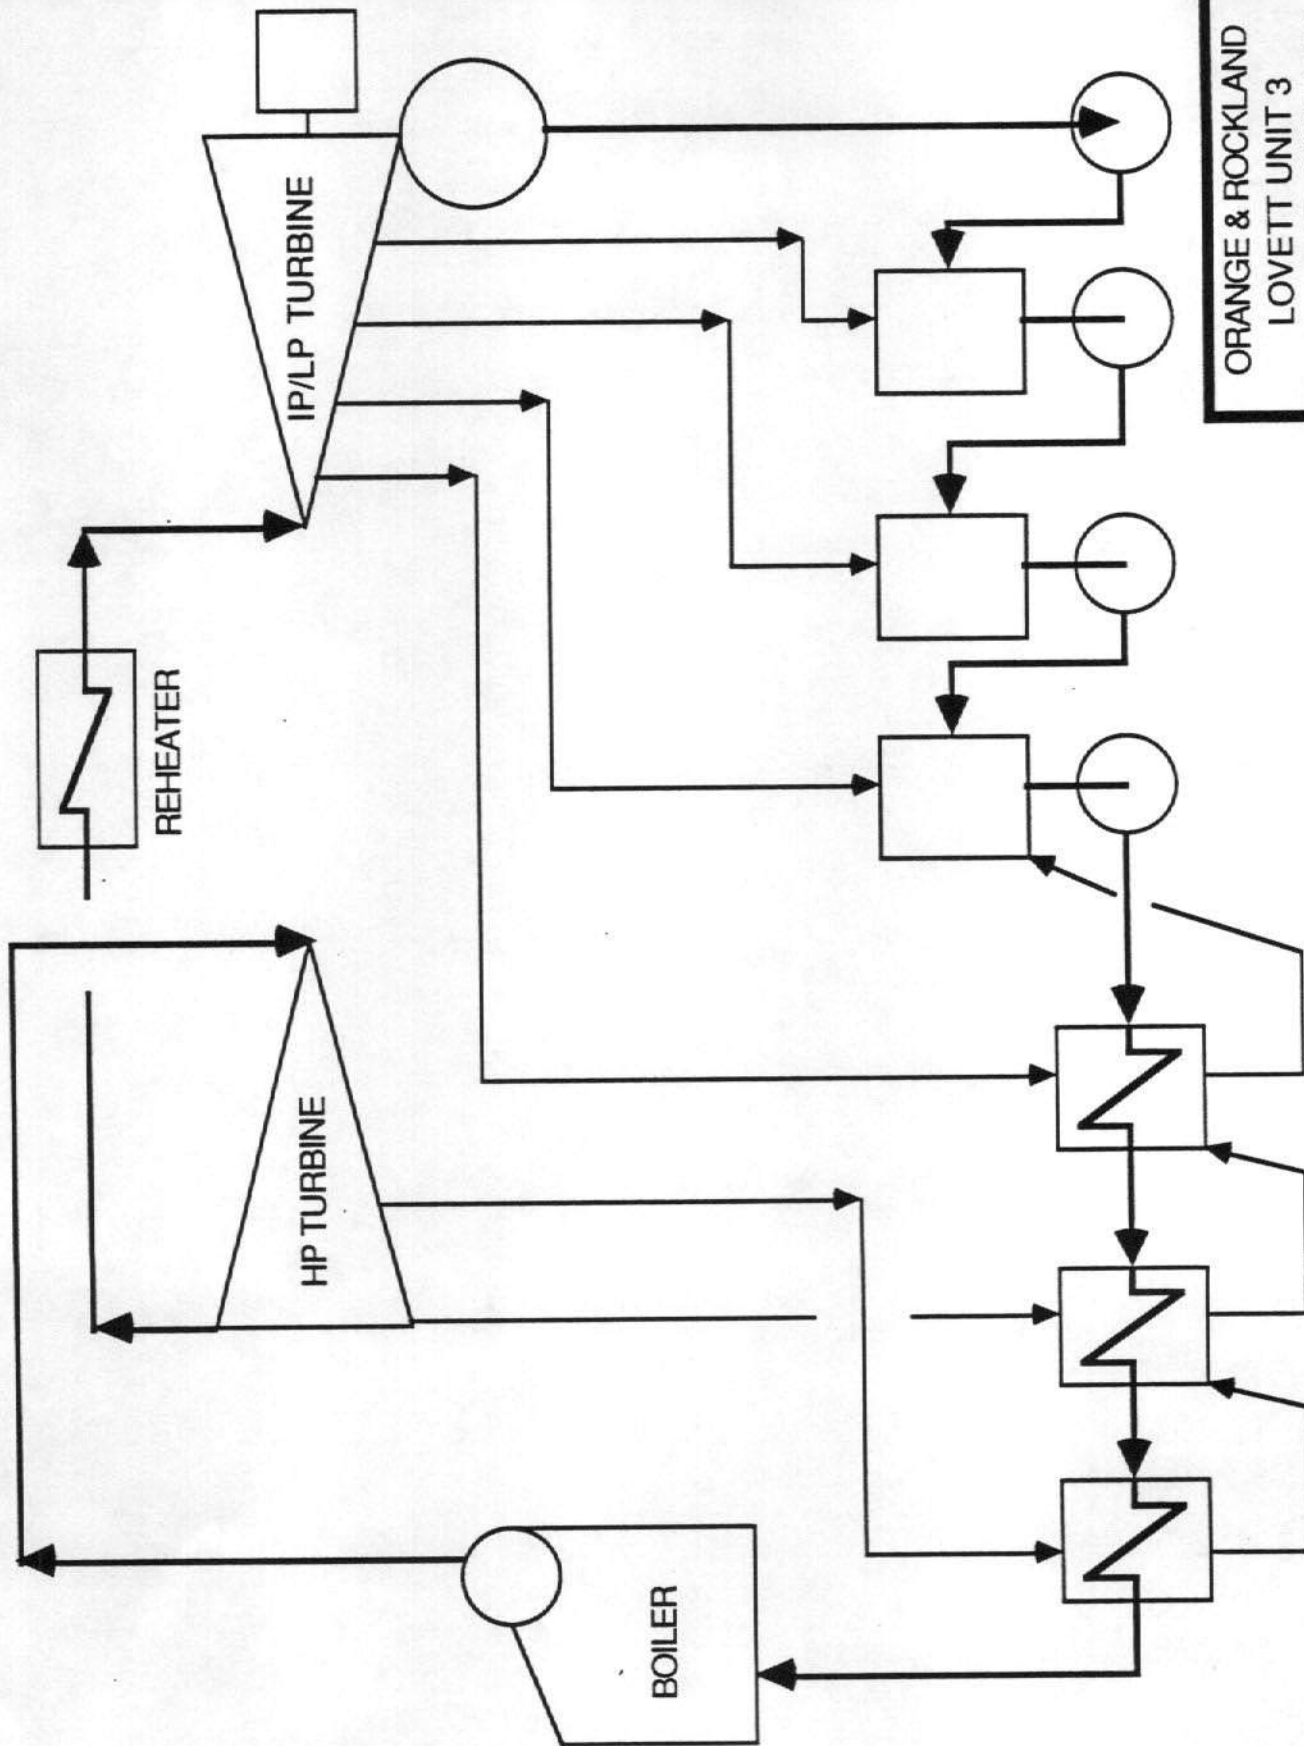 REHEATER
IP/LP TURBINE
HP TURBINE
BOILER
ORANGE & ROCKLAND
LOVETT UNIT 3